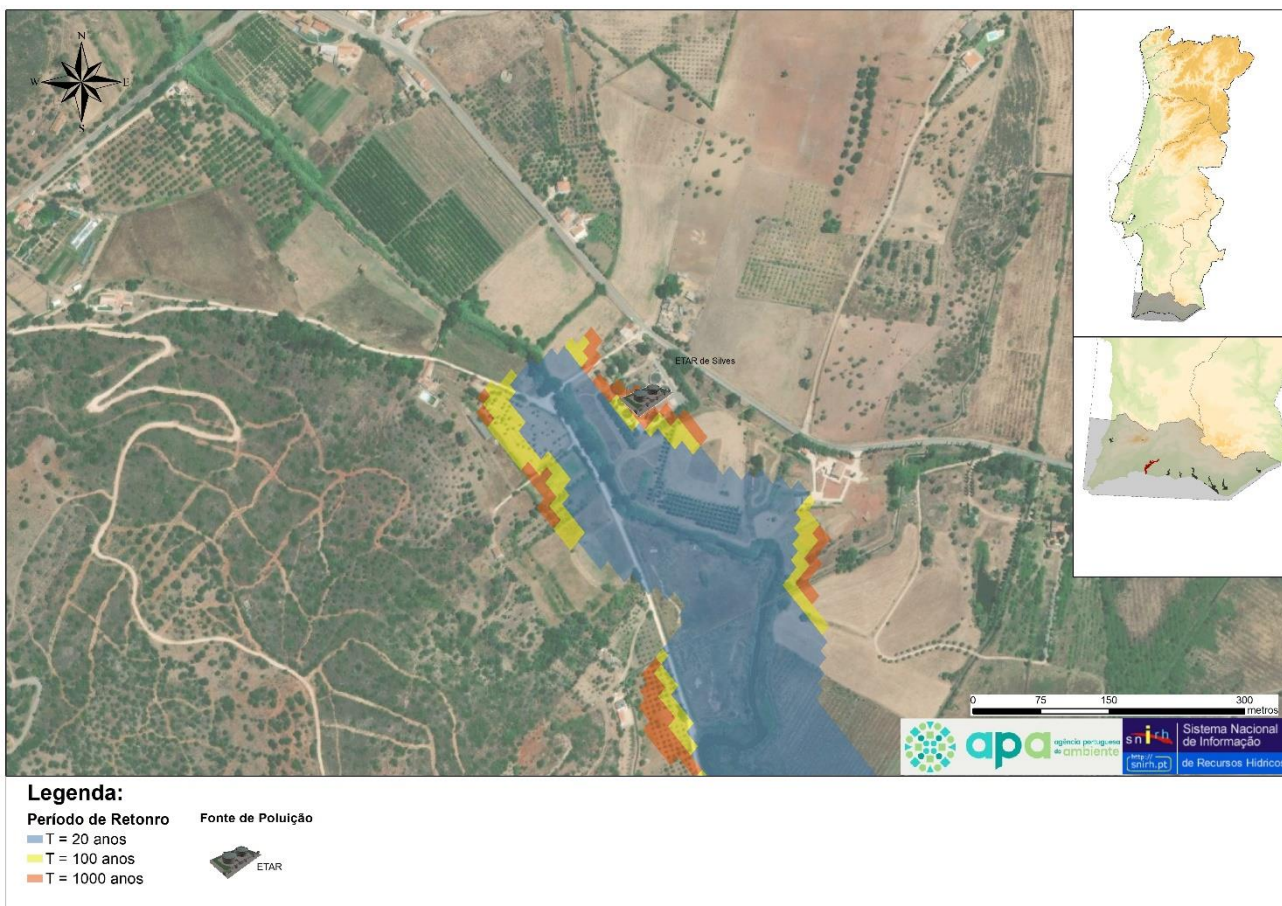 N
W E
S
ETAR de Silves
0 75 150 300
metros
apa agência portuguesa
do ambiente
snirh
http://
snirh.pt
Sistema Nacional
de Informação
de Recursos Hídricos
Legenda:
Período de Retonro
T = 20 anos
T = 100 anos
T = 1000 anos
Fonte de Poluição
ETAR